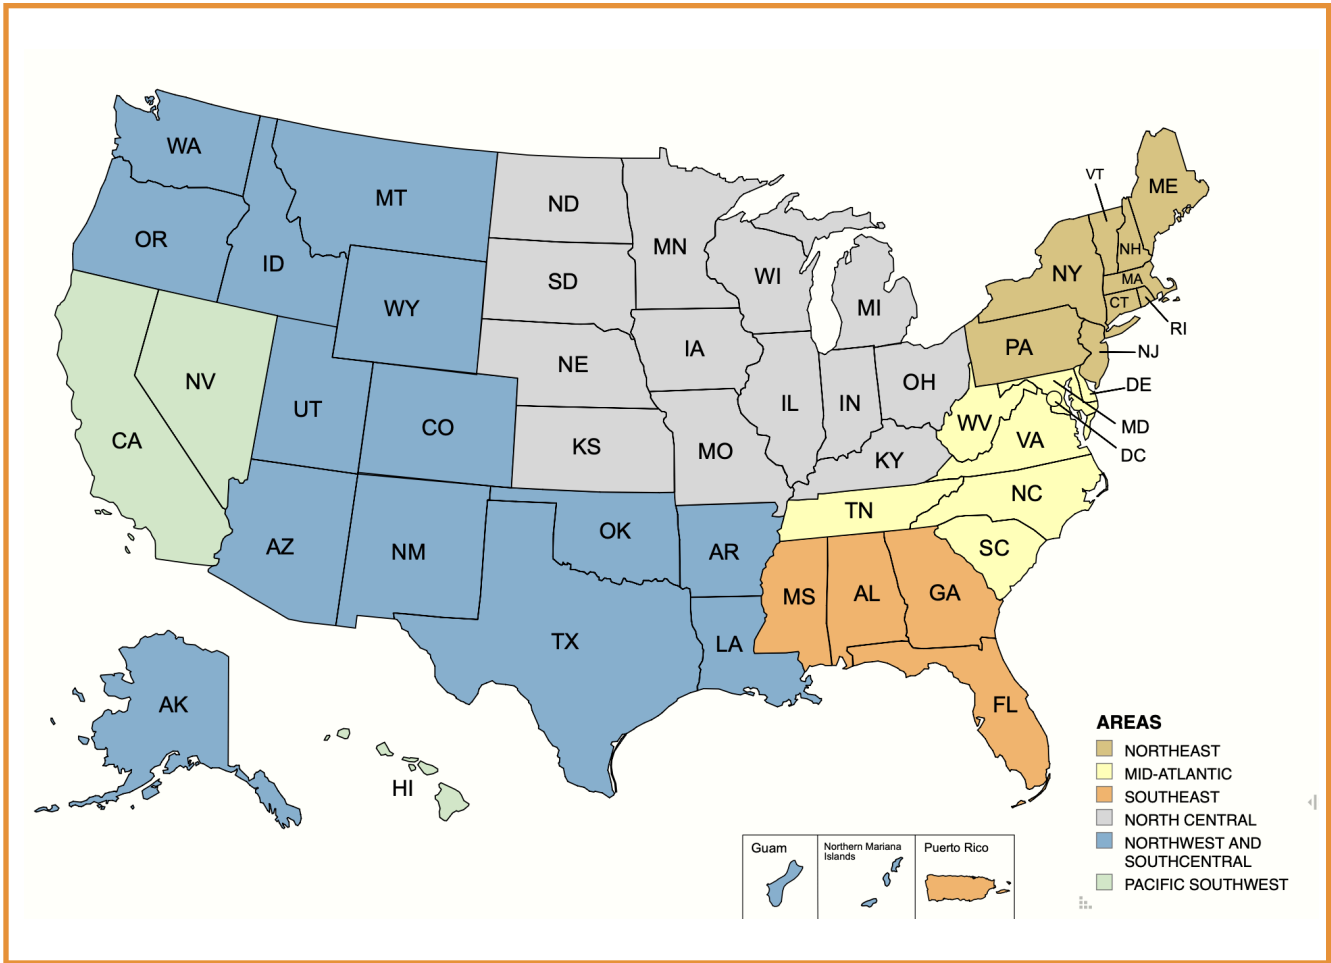 WA
MT
ND
MN
VT
ME
OR
ID
SD
WI
NH
NY
MA
WY
MI
CT
RI
NE
IA
PA
NJ
NV
UT
CO
OH
DE
IL
IN
CA
KS
MO
WV
VA
MD
DC
KY
NC
TN
AZ
NM
OK
AR
SC
MS
AL
GA
TX
LA
AK
FL
HI
AREAS
NORTHEAST
MID-ATLANTIC
SOUTHEAST
NORTH CENTRAL
NORTHWEST AND
SOUTHCENTRAL
PACIFIC SOUTHWEST
Guam
Northern Mariana
Islands
Puerto Rico